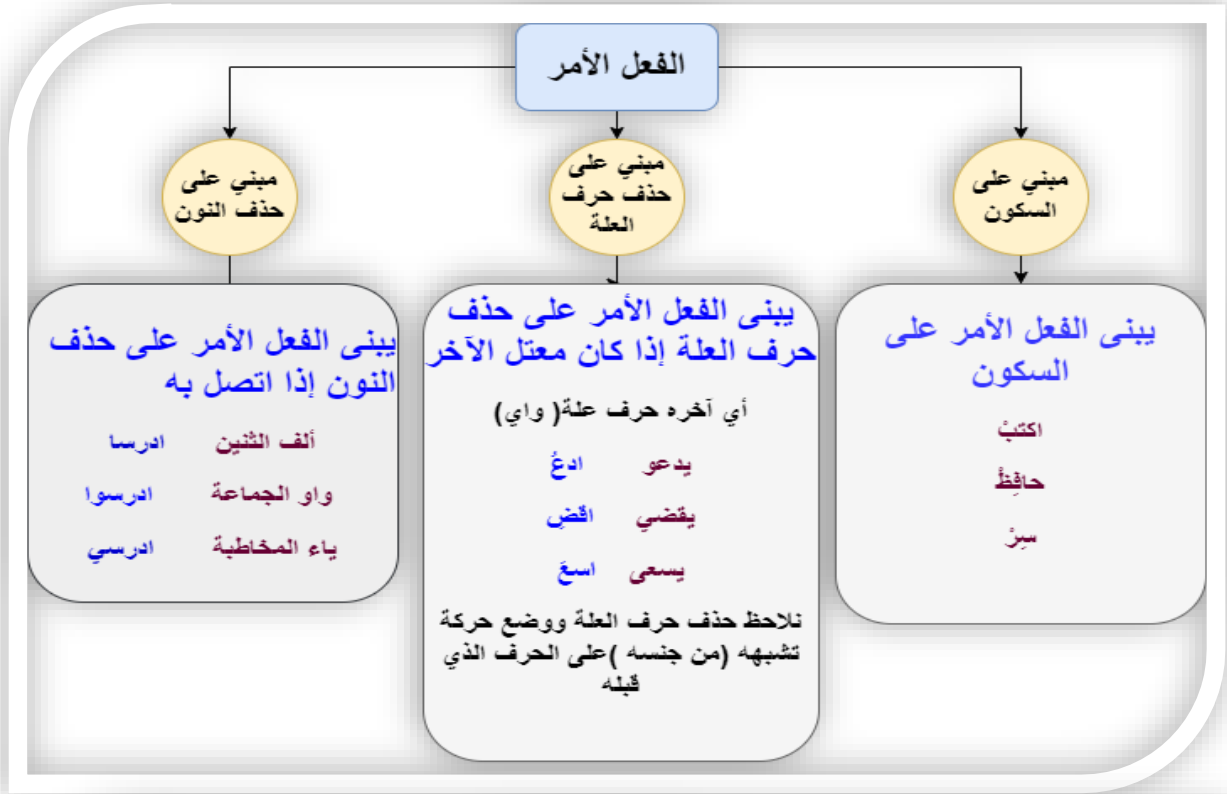 الفعل الأمر
مبني على
السكون
مبني على
حذف حرف
العلة
مبني على
حذف النون
يبنى الفعل الأمر على
السكون
اكتبْ
حافِظْ
سِرْ
يبنى الفعل الأمر على حذف
حرف العلة إذا كان معتل الآخر
أي آخره حرف علة( واي)
يدعو ادعُ
يقضي اقضِ
يسعى اسعَ
نلاحظ حذف حرف العلة ووضع حركة
تشبهه (من جنسه )على الحرف الذي
قبله
يبنى الفعل الأمر على حذف
النون إذا اتصل به
ألف الثنين ادرسا
واو الجماعة ادرسوا
ياء المخاطبة ادرسي